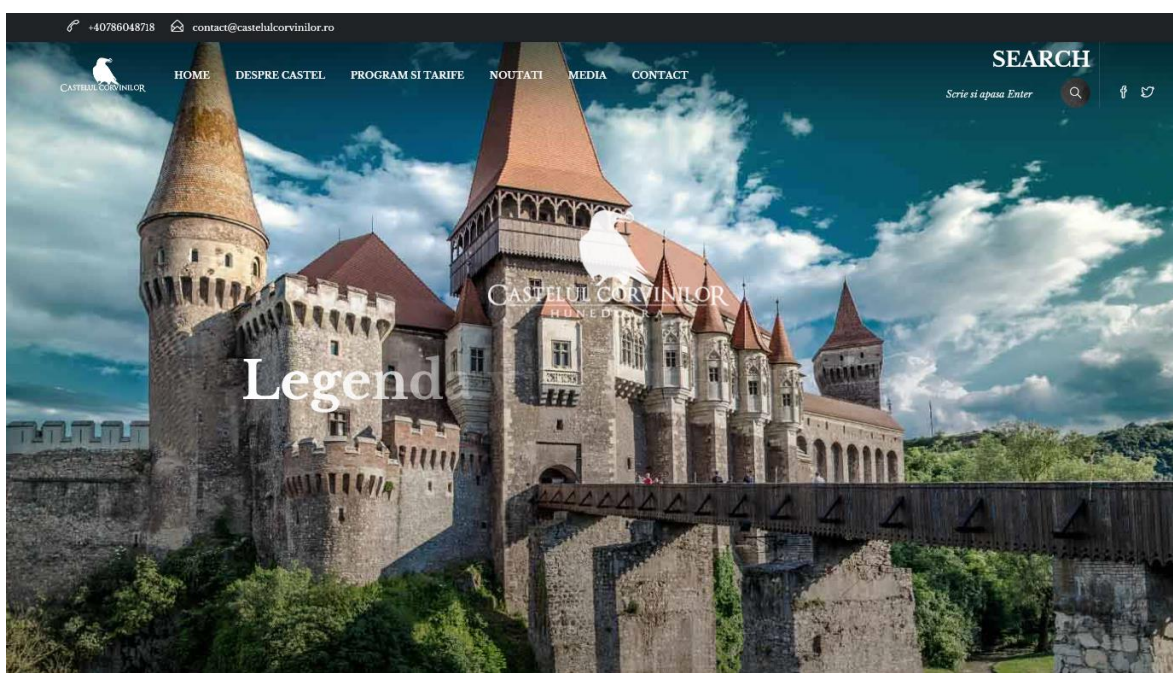 +40786048718 contact@castelulcorvinilor.ro
CASTELUL CORVINILOR
HOME DESPRE CASTEL PROGRAM SI TARIFE NOUTATI MEDIA CONTACT
SEARCH
Scrie si apasa Enter
CASTELUL CORVINILOR
HUNEDOARA
Legenda